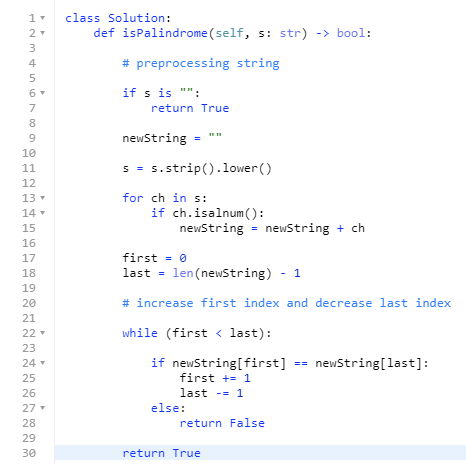 1 class Solution:
2     def isPalindrome(self, s: str) -> bool:
3
4         # preprocessing string
5
6         if s is "":
7             return True
8
9         newString = ""
10
11         s = s.strip().lower()
12
13         for ch in s:
14             if ch.isalnum():
15                 newString = newString + ch
16
17         first = 0
18         last = len(newString) - 1
19
20         # increase first index and decrease last index
21
22         while (first < last):
23
24             if newString[first] == newString[last]:
25                 first += 1
26                 last -= 1
27             else:
28                 return False
29
30         return True